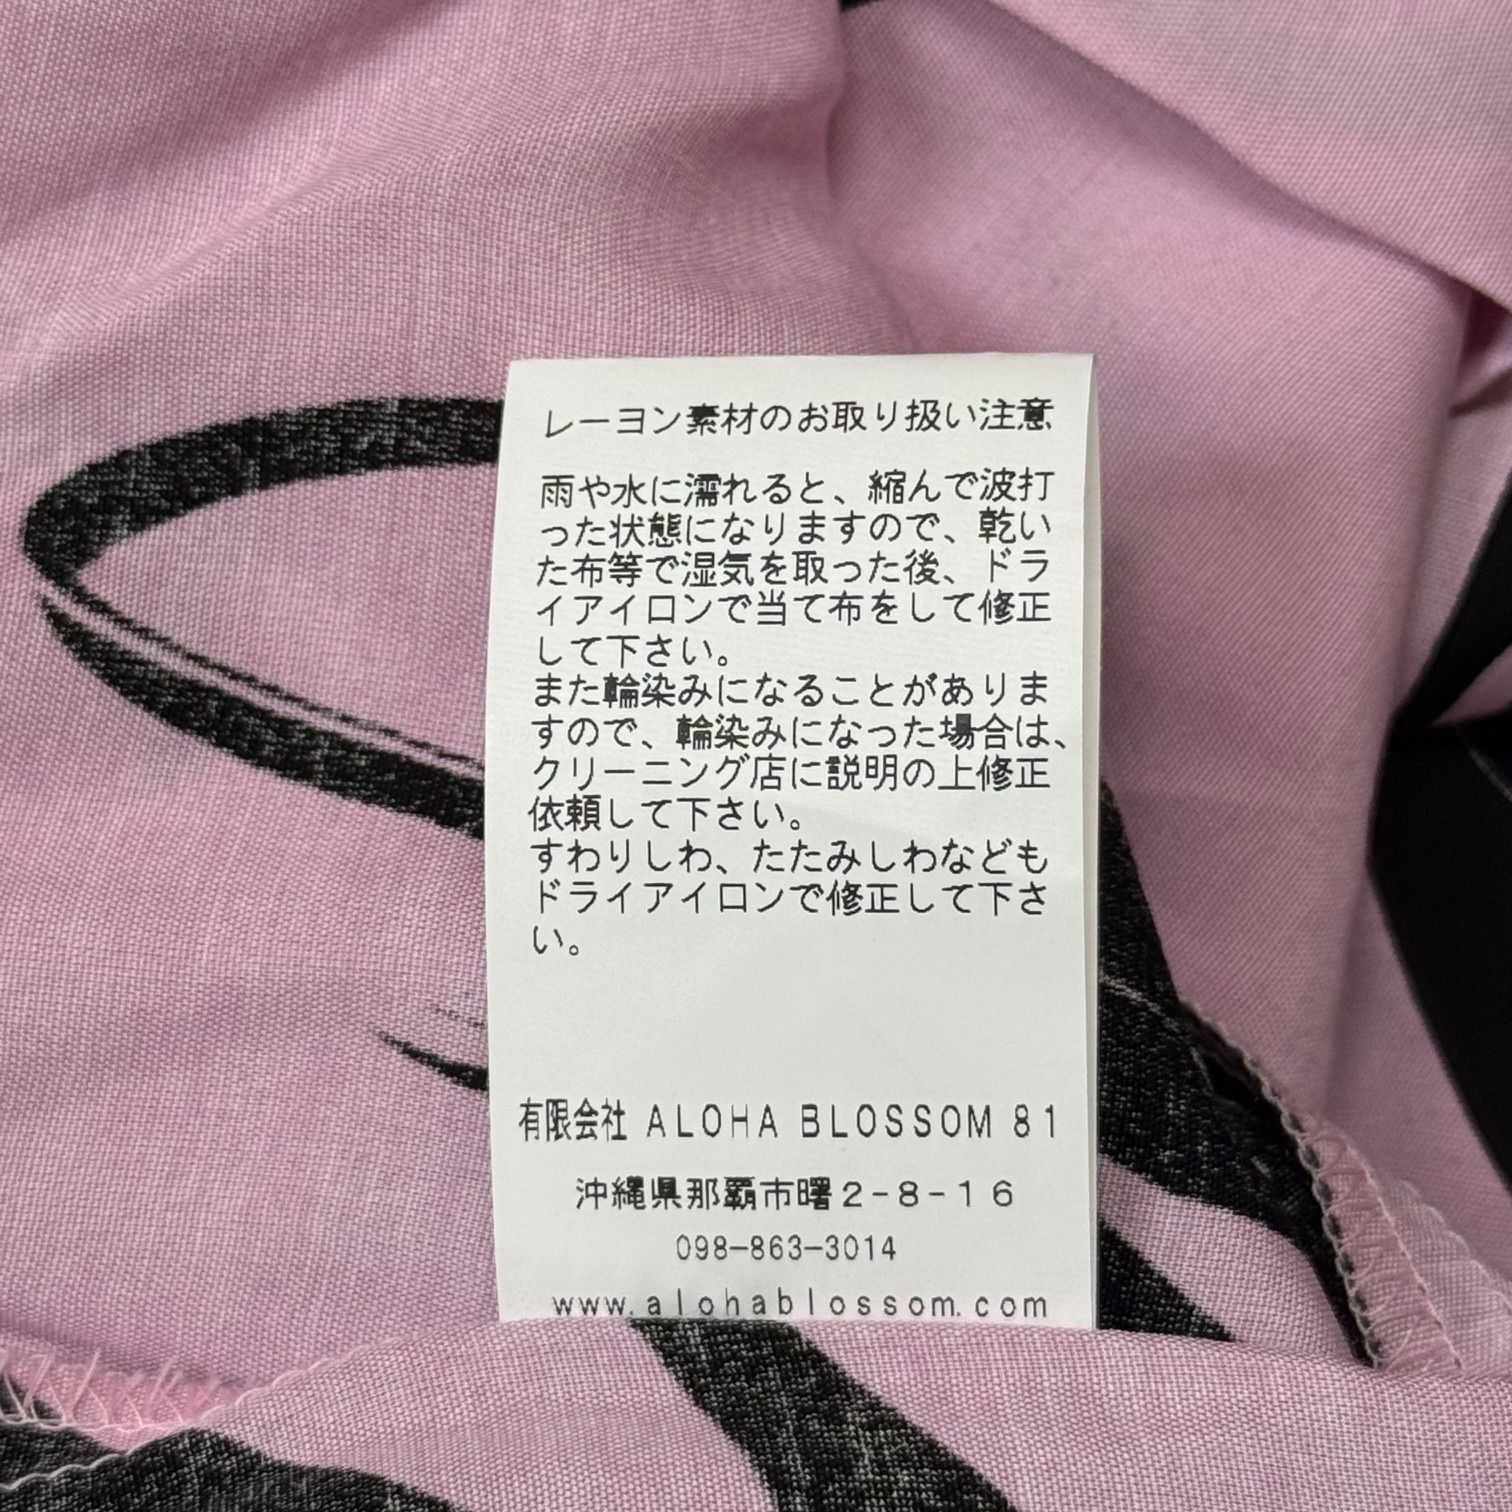 レーヨン素材のお取り扱い注意
雨や水に濡れると、縮んで波打
った状態になりますので、乾い
た布等で湿気を取った後、ドラ
イアイロンで当て布をして修正
して下さい。
また輪染みになることがありま
すので、輪染みになった場合は、
クリーニング店に説明の上修正
依頼して下さい。
すわりしわ、たたみしわなども
ドライアイロンで修正して下さ
い。
有限会社 ALOHA BLOSSOM 81
沖縄県那覇市曙2-8-16
098-863-3014
www.alohablossom.com